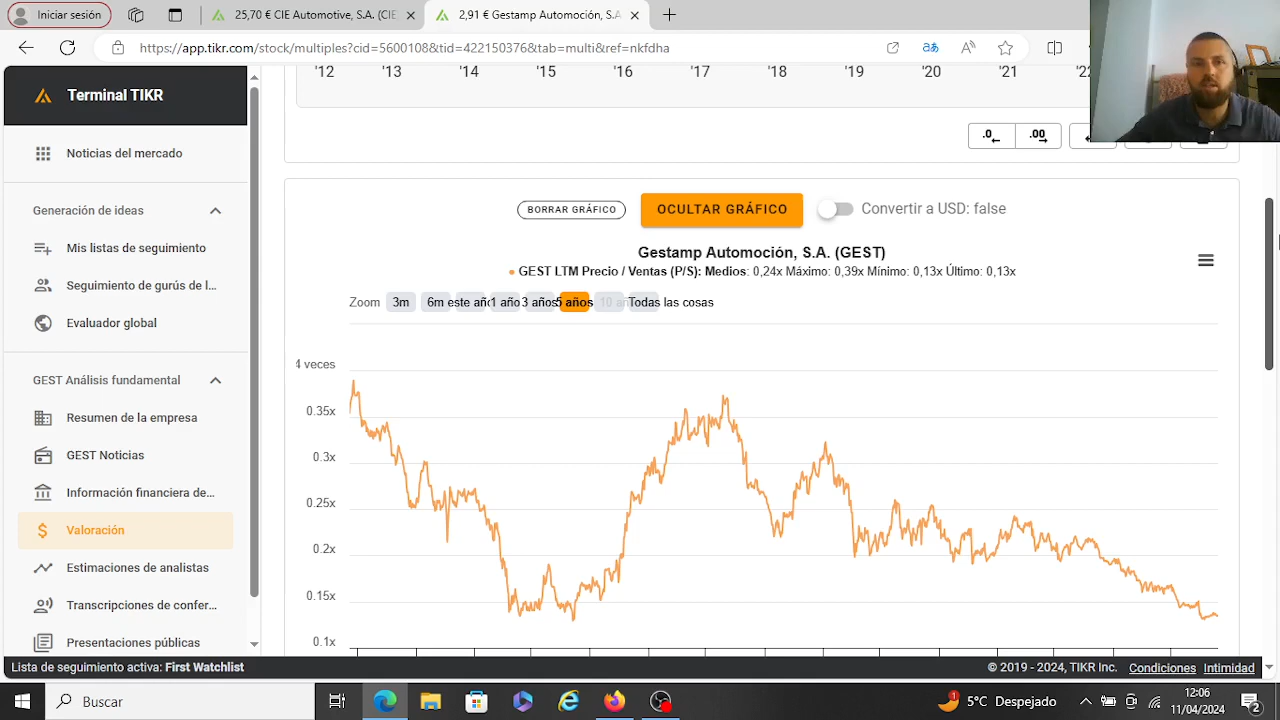 Iniciar sesión
25,70 € CIE Automotive, S.A. (CIE
2,91 € Gestamp Automoción, S.A
https://app.tikr.com/stock/multiples?cid=5600108&tid=422150376&tab=multi&ref=nkfdha
Terminal TIKR
Noticias del mercado
Generación de ideas
Mis listas de seguimiento
Seguimiento de gurús de l...
Evaluador global
GEST Análisis fundamental
Resumen de la empresa
GEST Noticias
Información financiera de...
Valoración
Estimaciones de analistas
Transcripciones de confer...
Presentaciones públicas
'12 '13 '14 '15 '16 '17 '18 '19 '20 '21 '22
.0 .00
BORRAR GRÁFICO
OCULTAR GRÁFICO
Convertir a USD: false
Gestamp Automoción, S.A. (GEST)
GEST LTM Precio / Ventas (P/S): Medios: 0,24x Máximo: 0,39x Mínimo: 0,13x Último: 0,13x
Zoom 3m 6m este año 1 año 3 años 5 años 10 an Todas las cosas
4 veces
0.35x
0.3x
0.25x
0.2x
0.15x
0.1x
Lista de seguimiento activa: First Watchlist
© 2019 - 2024, TIKR Inc. Condiciones Intimidad
Buscar
1
5°C Despejado
12:06
11/04/2024
2